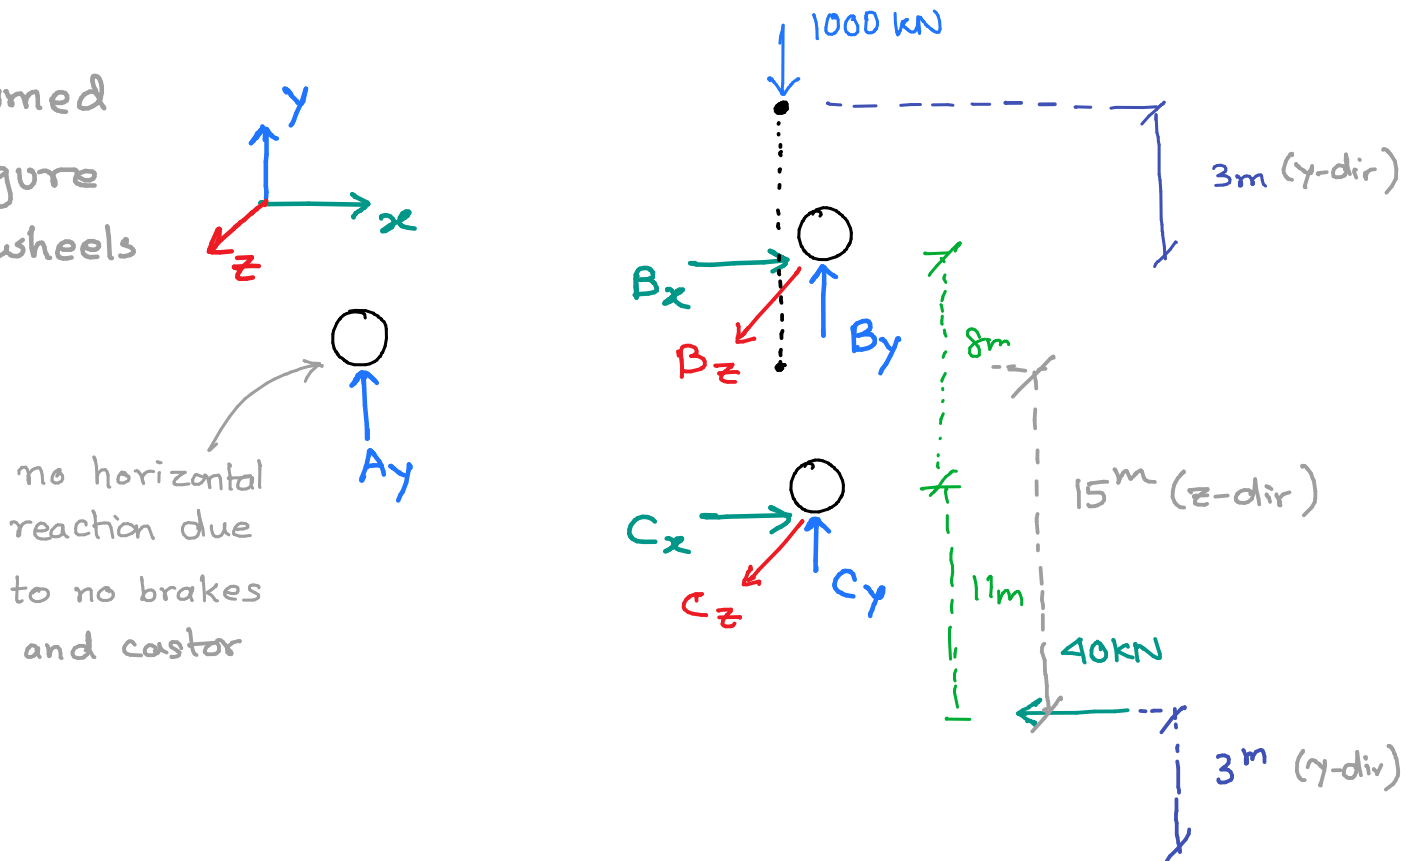 1000 kN
umed
y
3m (y-dir)
gure
x
wheels
z
Bx
By
8m
Bz
Ay
15m (z-dir)
no horizontal
reaction due
Cx
to no brakes
Cy
11m
Cz
and castor
40KN
3m (y-dir)